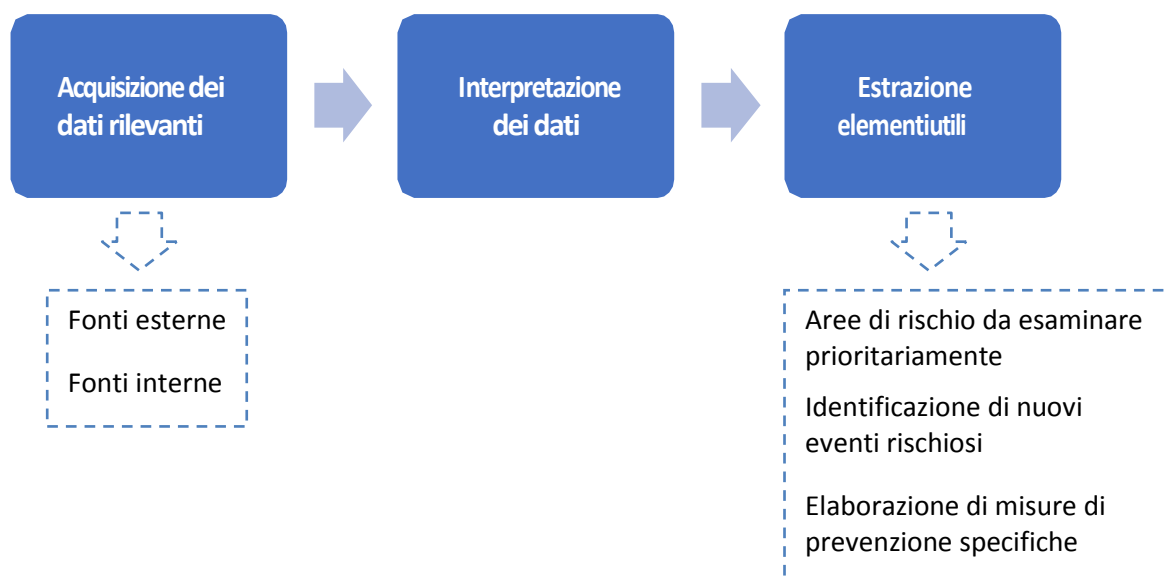 Acquisizione dei
dati rilevanti
Interpretazione
dei dati
Estrazione
elementiutili
Fonti esterne
Fonti interne
Aree di rischio da esaminare
prioritariamente
Identificazione di nuovi
eventi rischiosi
Elaborazione di misure di
prevenzione specifiche